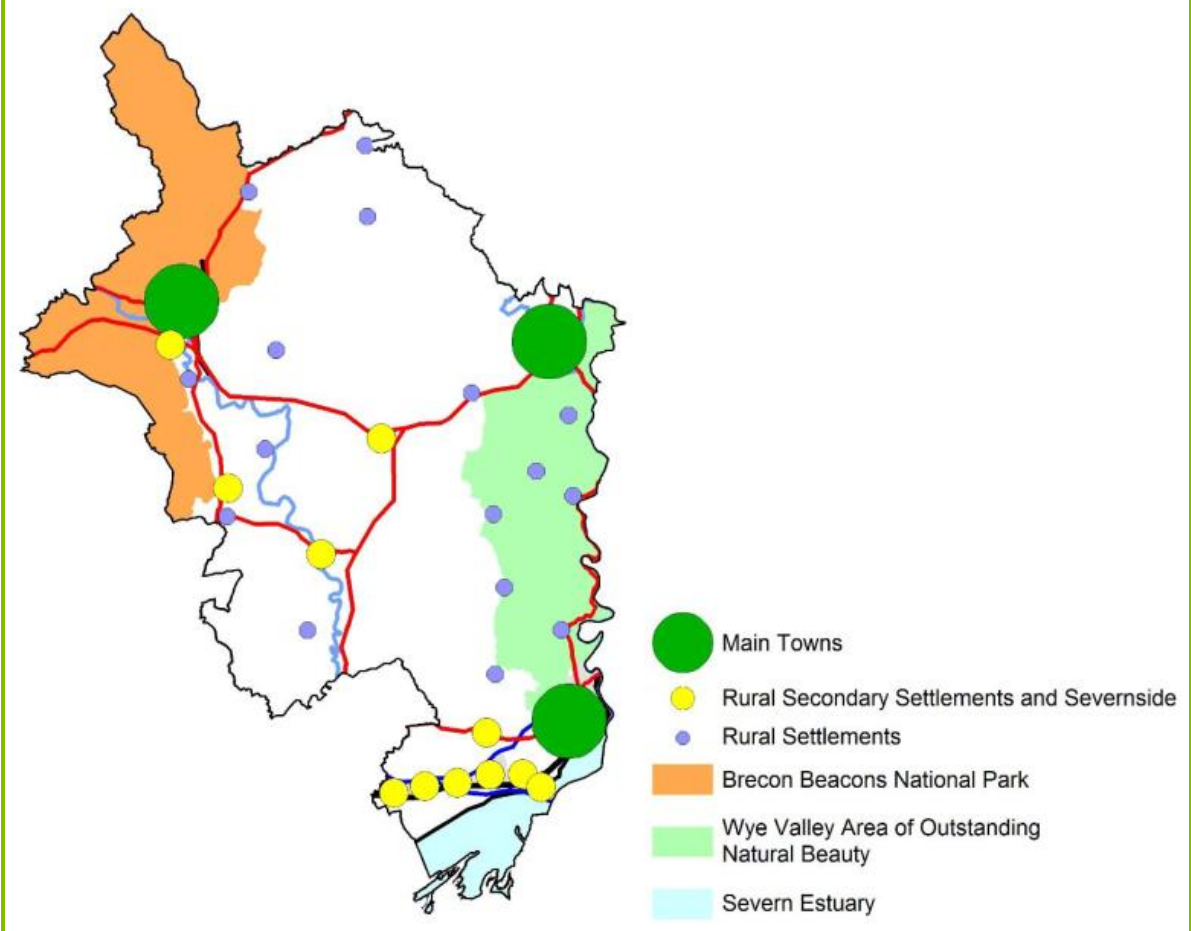 Main Towns
Rural Secondary Settlements and Severnside
Rural Settlements
Brecon Beacons National Park
Wye Valley Area of Outstanding
Natural Beauty
Severn Estuary